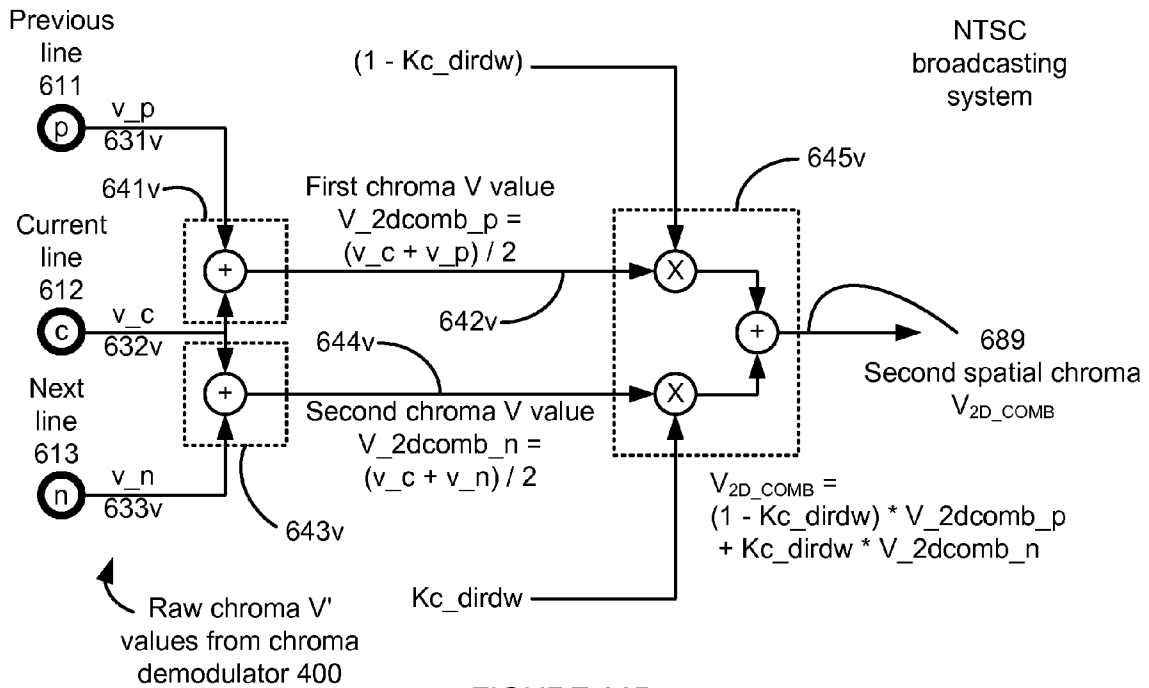 Previous
line
611
p
v_p
631v
(1 - Kc_dirdw)
NTSC
broadcasting
system
641v
645v
First chroma V value
V_2dcomb_p =
(v_c + v_p) / 2
+
X
Current
line
612
c
v_c
632v
642v
644v
+
689
Second spatial chroma
V2D_COMB
Next
line
613
n
v_n
633v
+
X
Second chroma V value
V_2dcomb_n =
(v_c + v_n) / 2
643v
V2D_COMB =
(1 - Kc_dirdw) * V_2dcomb_p
+ Kc_dirdw * V_2dcomb_n
Kc_dirdw
Raw chroma V'
values from chroma
demodulator 400